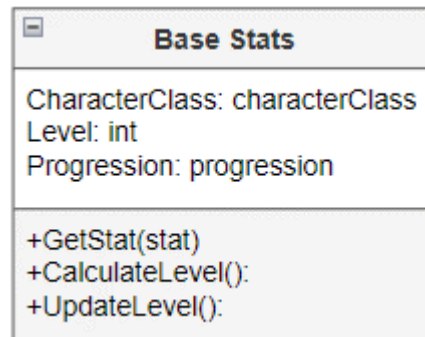 Base Stats
CharacterClass: characterClass
Level: int
Progression: progression
+GetStat(stat)
+CalculateLevel():
+UpdateLevel():